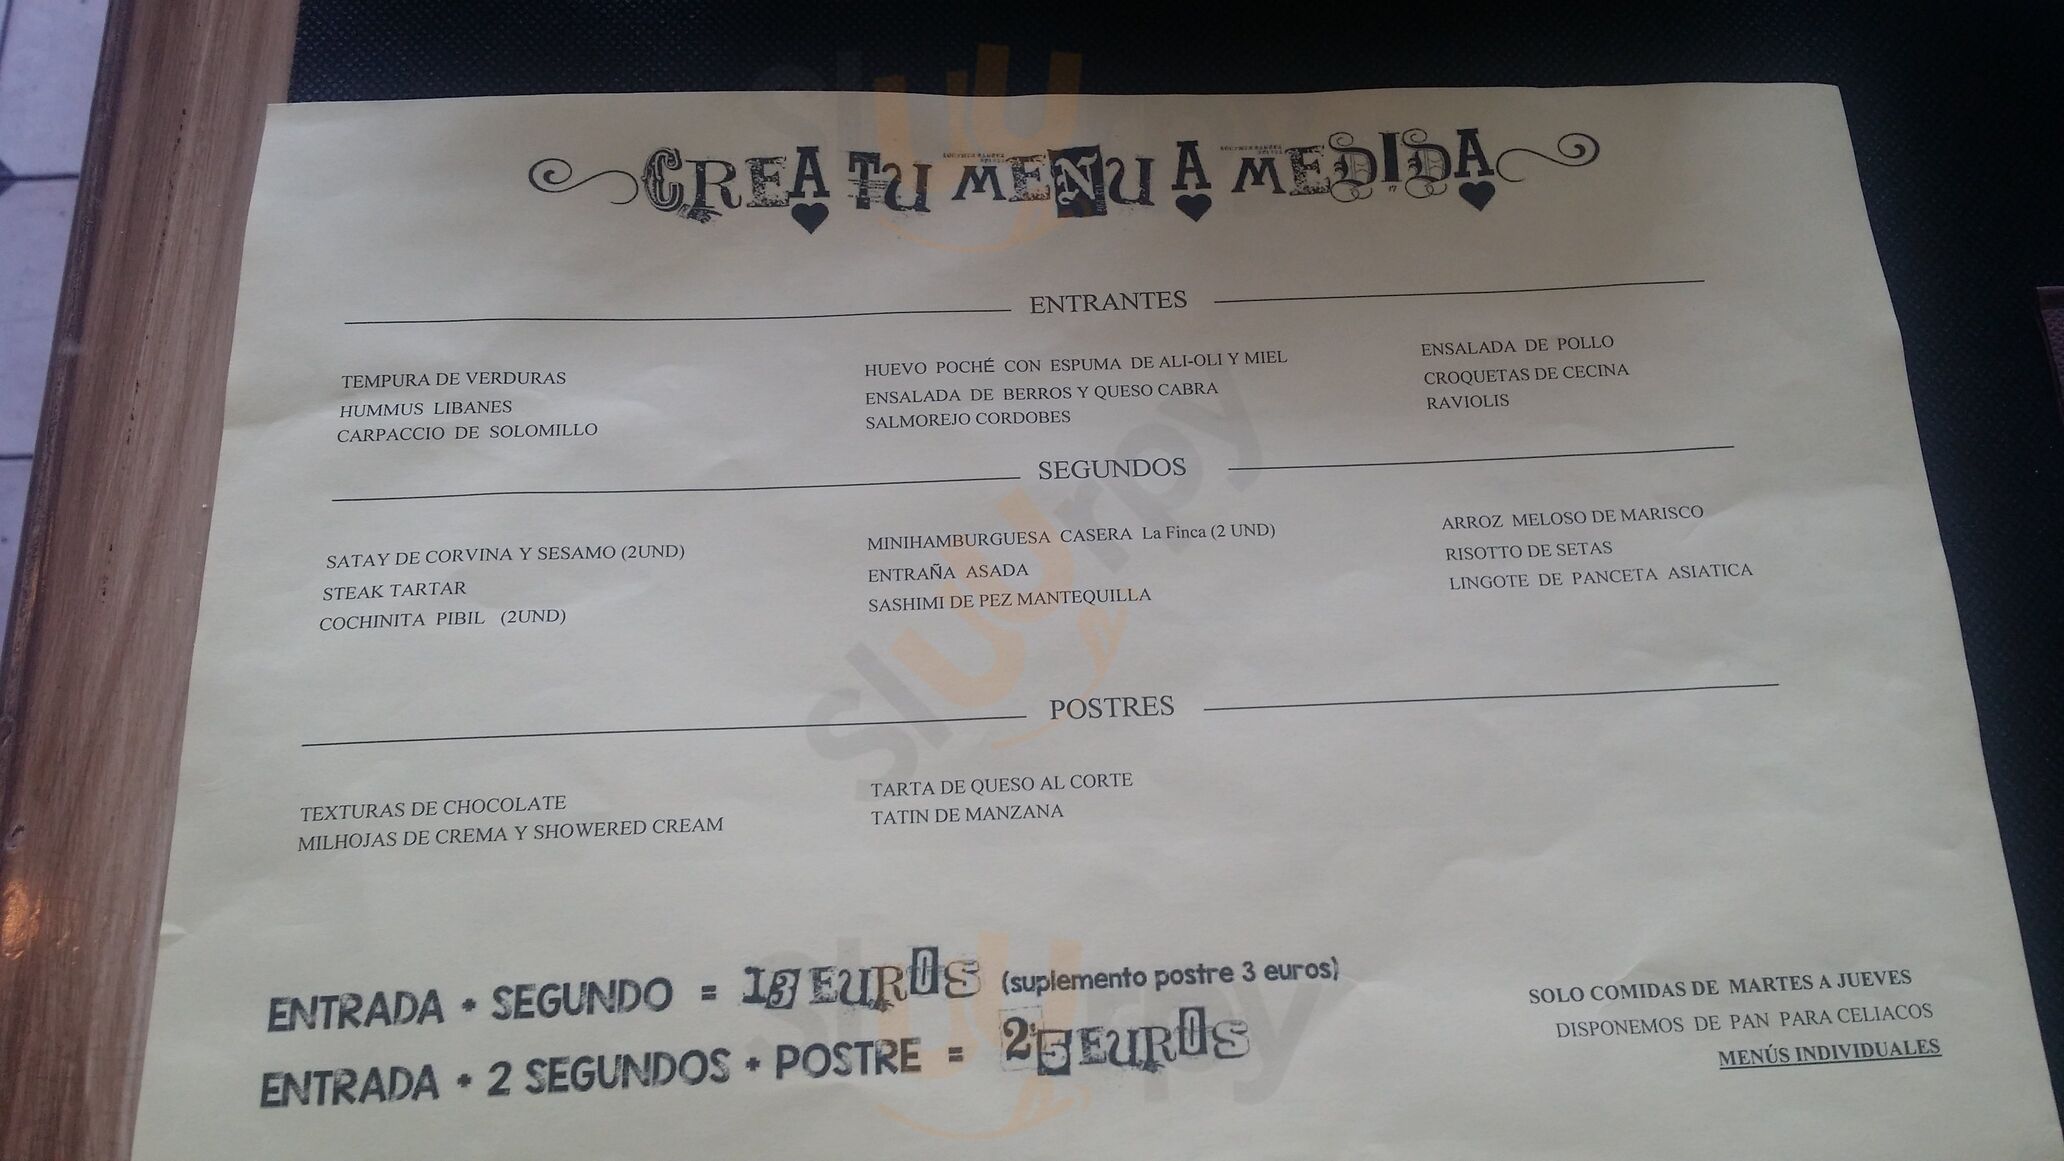 CREA TU MENU A MEDIDA
ENTRANTES
TEMPURA DE VERDURAS
HUMMUS LIBANES
CARPACCIO DE SOLOMILLO
HUEVO POCHÉ CON ESPUMA DE ALI-OLI Y MIEL
ENSALADA DE BERROS Y QUESO CABRA
SALMOREJO CORDOBES
ENSALADA DE POLLO
CROQUETAS DE CECINA
RAVIOLIS
SEGUNDOS
SATAY DE CORVINA Y SESAMO (2UND)
STEAK TARTAR
COCHINITA PIBIL (2UND)
MINIHAMBURGUESA CASERA La Finca (2 UND)
ENTRAÑA ASADA
SASHIMI DE PEZ MANTEQUILLA
ARROZ MELOSO DE MARISCO
RISOTTO DE SETAS
LINGOTE DE PANCETA ASIATICA
POSTRES
TEXTURAS DE CHOCOLATE
MILHOJAS DE CREMA Y SHOWERED CREAM
TARTA DE QUESO AL CORTE
TATIN DE MANZANA
ENTRADA + SEGUNDO = 13 EUROS (suplemento postre 3 euros)
ENTRADA + 2 SEGUNDOS + POSTRE = 25 EUROS
SOLO COMIDAS DE MARTES A JUEVES
DISPONEMOS DE PAN PARA CELIACOS
MENÚS INDIVIDUALES
sluurpy
sluurpy
sluurpy